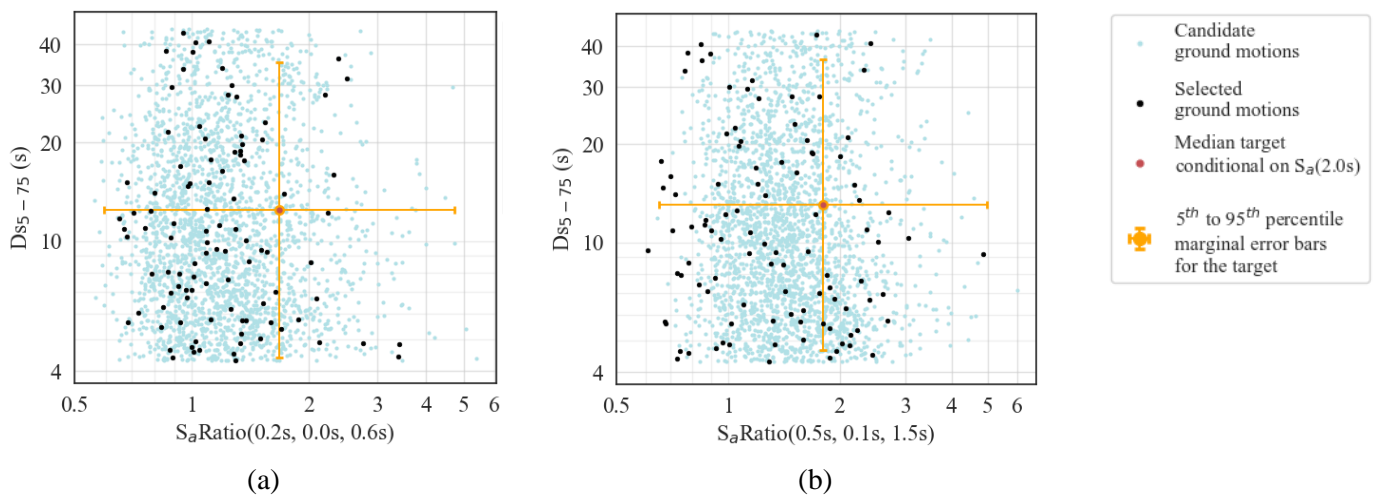 40
30
20
10
4
Ds5 − 75 (s)
0.5 1 2 3 4 5 6
SaRatio(0.2s, 0.0s, 0.6s)
(a)
40
30
20
10
4
Ds5 − 75 (s)
0.5 1 2 3 4 5 6
SaRatio(0.5s, 0.1s, 1.5s)
(b)
Candidate
ground motions
Selected
ground motions
Median target
conditional on Sa(2.0s)
5th to 95th percentile
marginal error bars
for the target